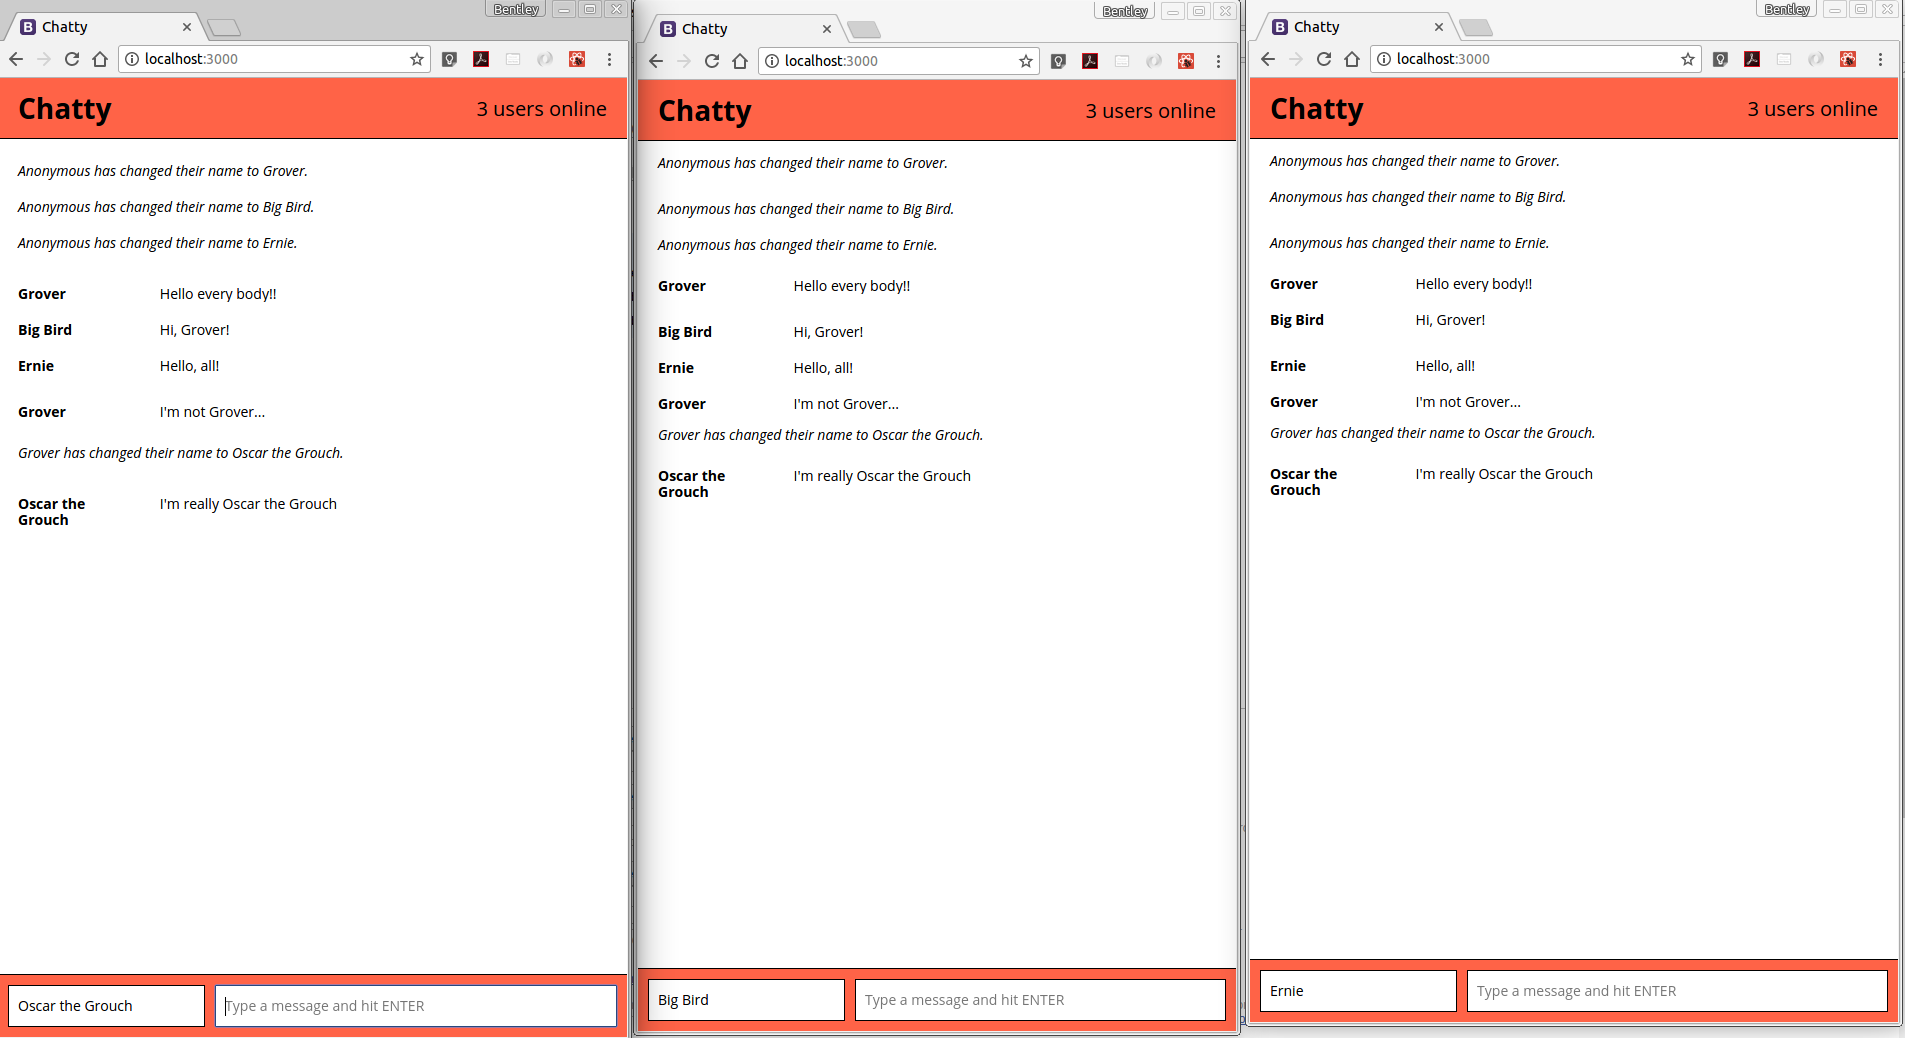 Bentley
Chatty
localhost:3000
Chatty
3 users online
Anonymous has changed their name to Grover.
Anonymous has changed their name to Big Bird.
Anonymous has changed their name to Ernie.
Grover Hello every body!!
Big Bird Hi, Grover!
Ernie Hello, all!
Grover I'm not Grover...
Grover has changed their name to Oscar the Grouch.
Oscar the Grouch I'm really Oscar the Grouch
Oscar the Grouch
Type a message and hit ENTER
Bentley
Chatty
localhost:3000
Chatty
3 users online
Anonymous has changed their name to Grover.
Anonymous has changed their name to Big Bird.
Anonymous has changed their name to Ernie.
Grover Hello every body!!
Big Bird Hi, Grover!
Ernie Hello, all!
Grover I'm not Grover...
Grover has changed their name to Oscar the Grouch.
Oscar the Grouch I'm really Oscar the Grouch
Big Bird
Type a message and hit ENTER
Bentley
Chatty
localhost:3000
Chatty
3 users online
Anonymous has changed their name to Grover.
Anonymous has changed their name to Big Bird.
Anonymous has changed their name to Ernie.
Grover Hello every body!!
Big Bird Hi, Grover!
Ernie Hello, all!
Grover I'm not Grover...
Grover has changed their name to Oscar the Grouch.
Oscar the Grouch I'm really Oscar the Grouch
Ernie
Type a message and hit ENTER